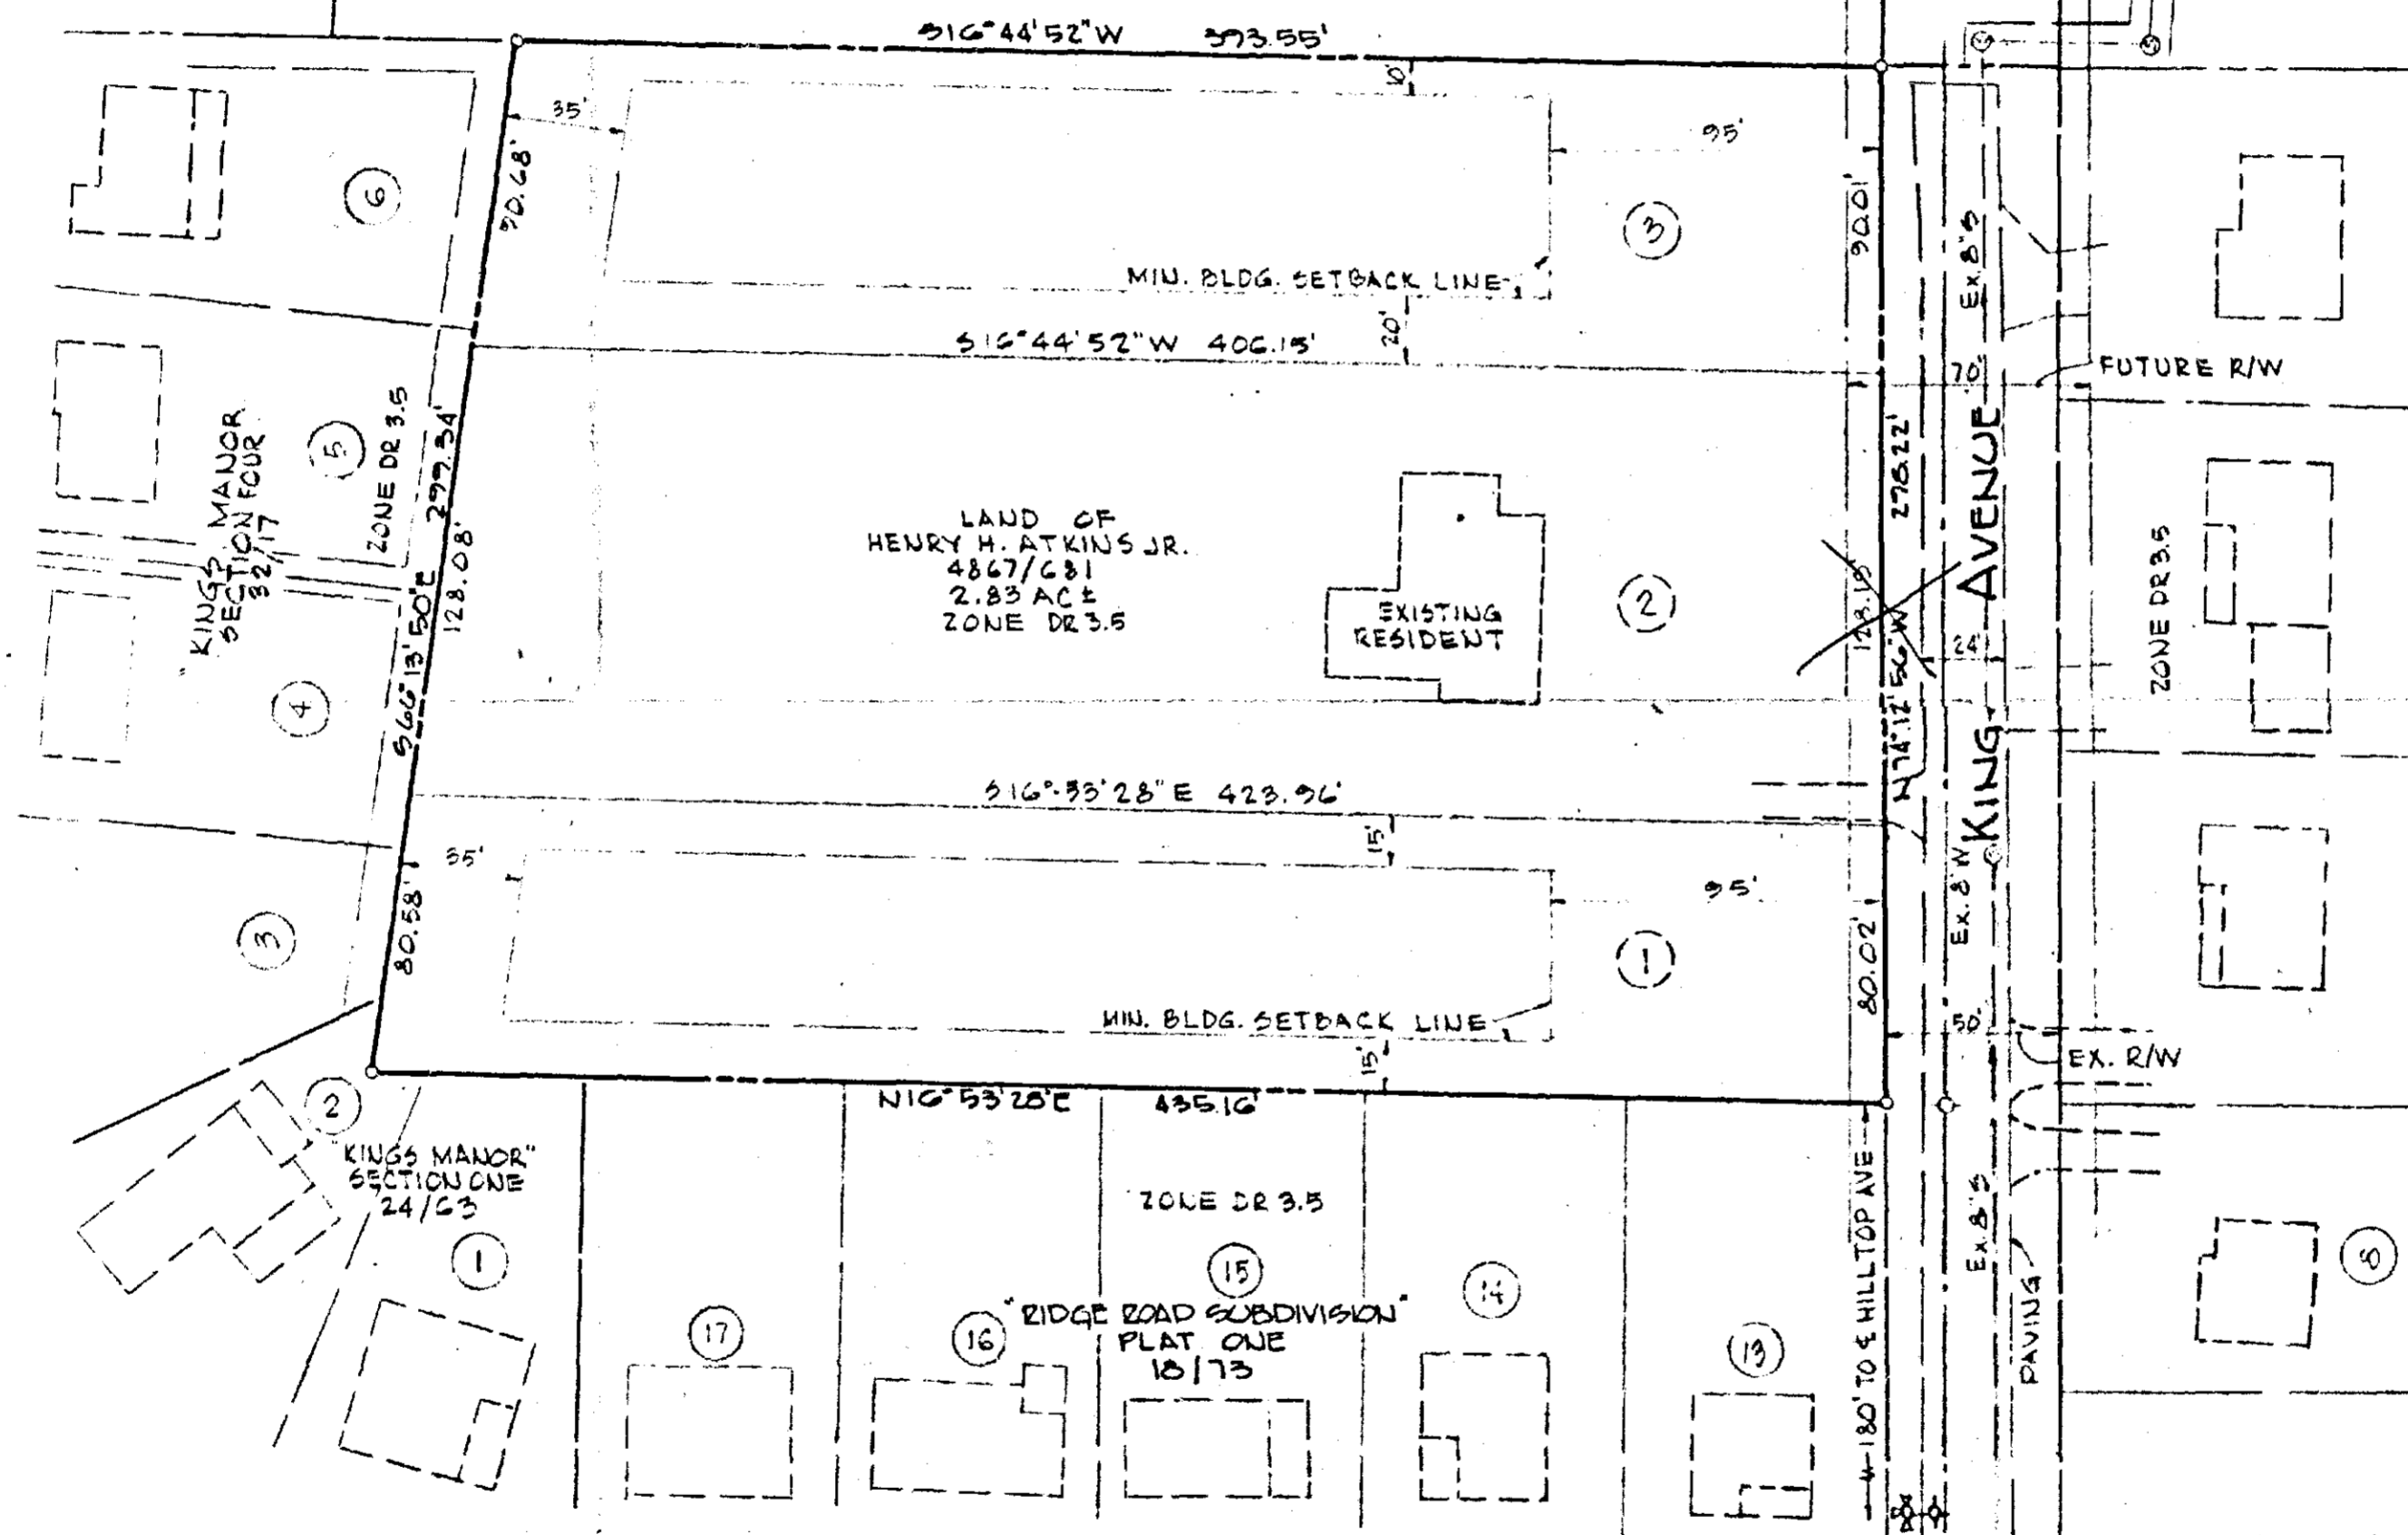 S16°44'52"W 393.55'
10'
35'
95'
90.68'
6
3
90.01'
Ex. 8"S
MIN. BLDG. SETBACK LINE
20'
S16°44'52"W 406.15'
70'
FUTURE R/W
"KINGS MANOR
SECTION FOUR
32/17
5
ZONE DR 3.5
299.34'
S66°13'50"E
128.08'
LAND OF
HENRY H. ATKINS JR.
4867/681
2.83 AC±
ZONE DR 3.5
EXISTING
RESIDENT
2
278.22'
N74°12'56"W
24'
KING AVENUE
ZONE DR 3.5
4
S16°-53'28"E 423.96'
15'
35'
95'
3
80.58'
1
80.02'
Ex. 8"W
MIN. BLDG. SETBACK LINE
15'
50'
EX. R/W
2
N16°53'28"E 435.16'
"KINGS MANOR"
SECTION ONE
24/63
1
ZONE DR 3.5
15
14
"RIDGE ROAD SUBDIVISION"
PLAT ONE
18/73
17
16
13
180' TO ℄ HILLTOP AVE
Ex. 8"S
PAVING
8